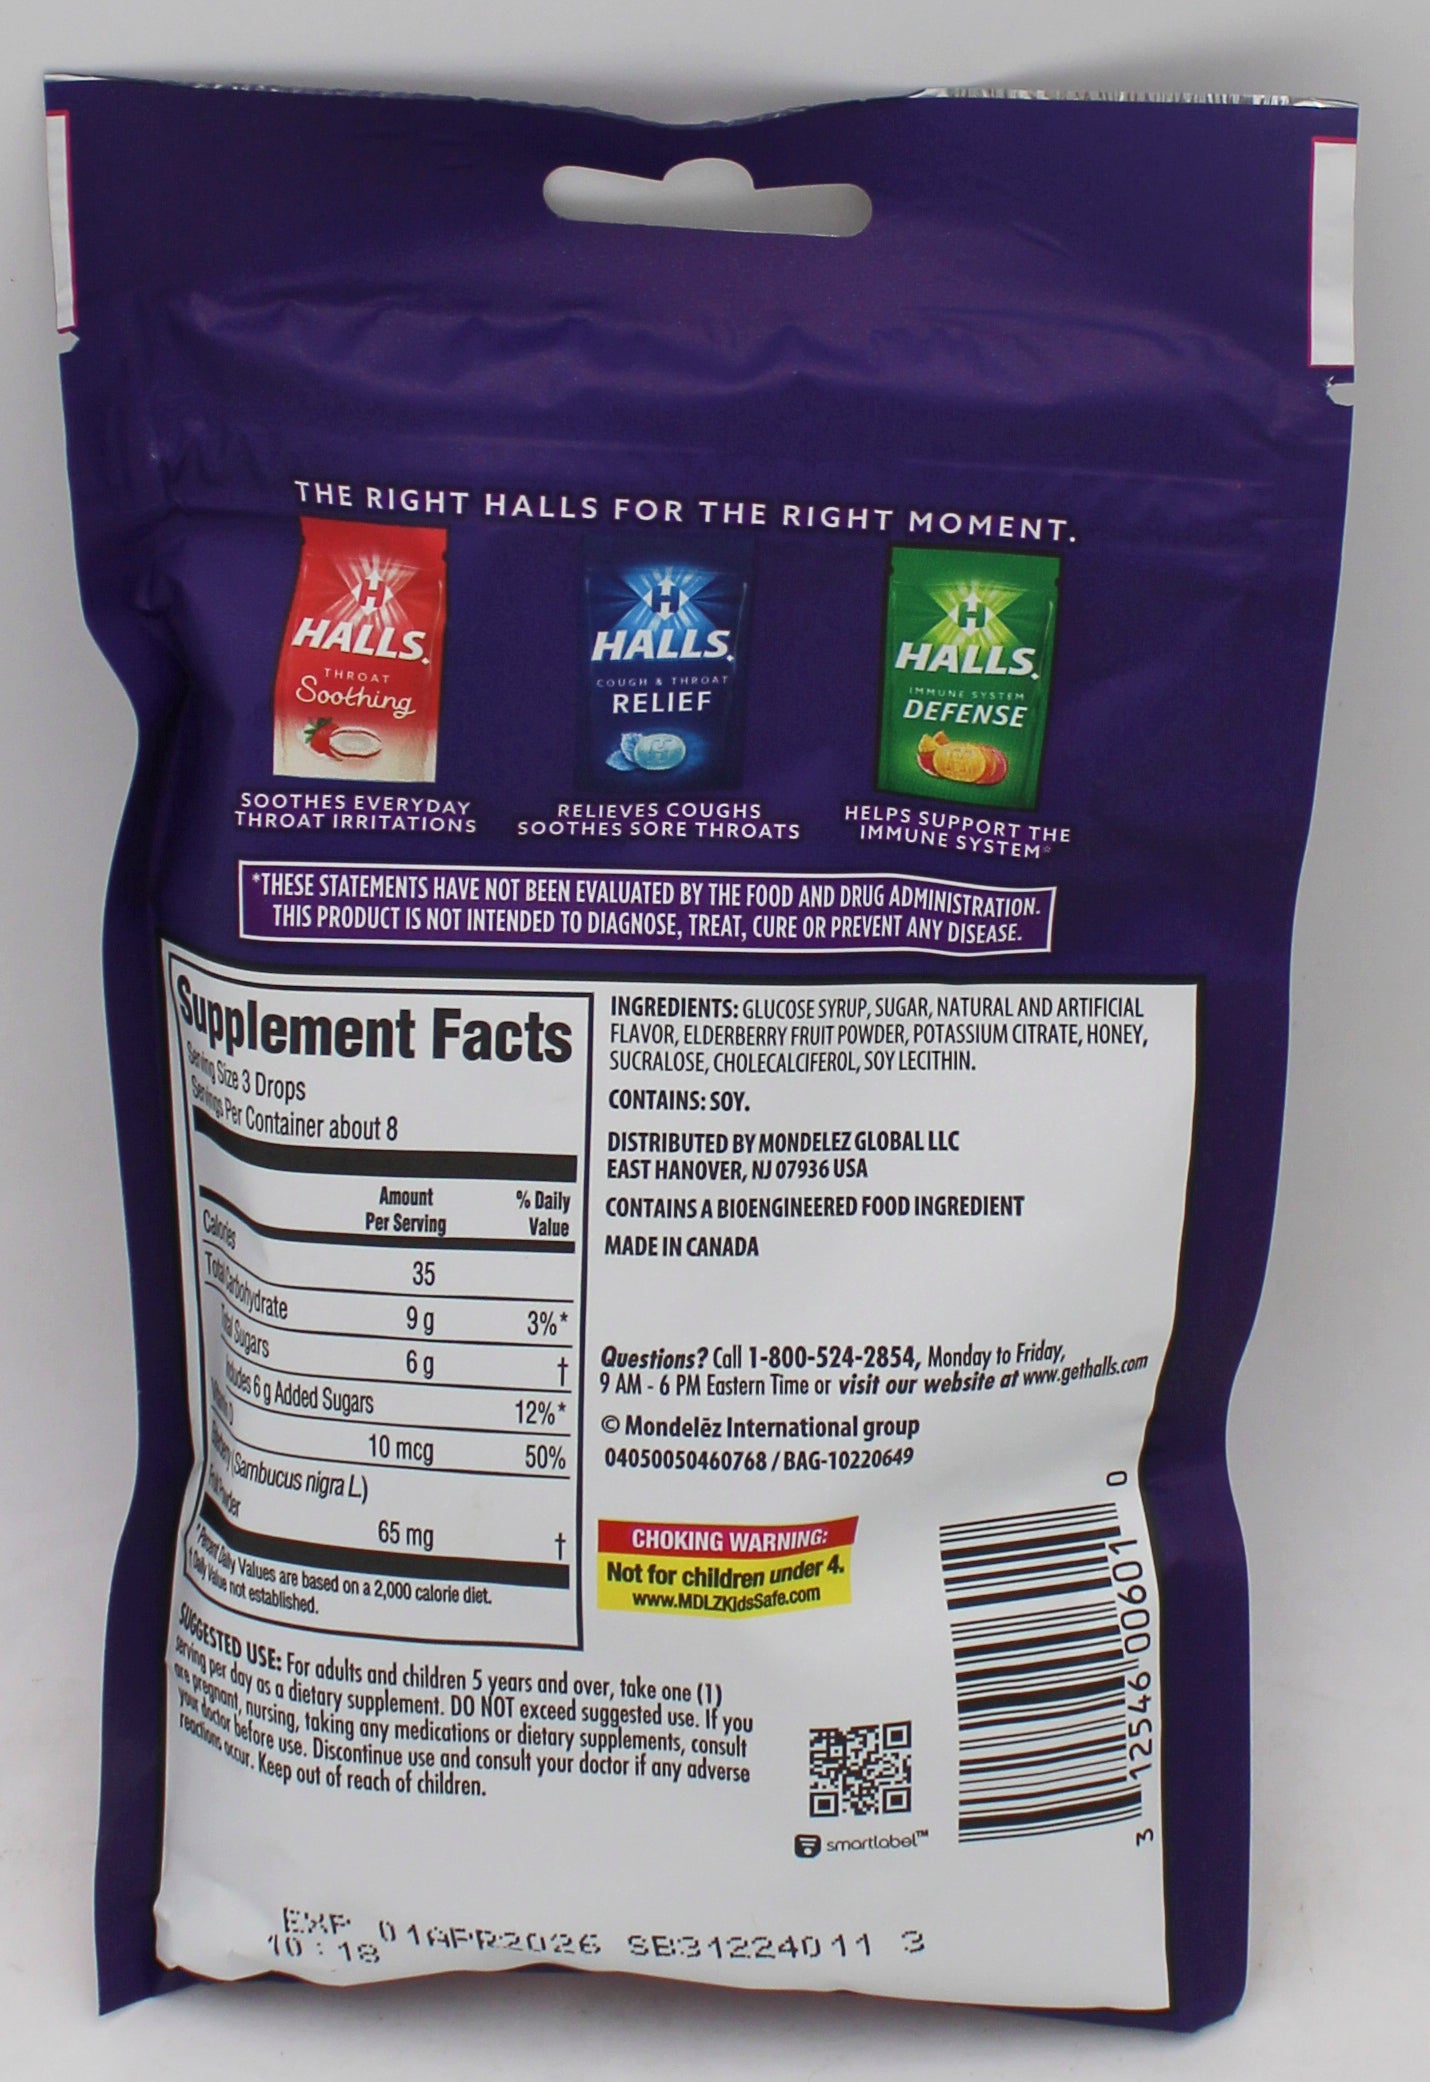 THE RIGHT HALLS FOR THE RIGHT MOMENT.
H
HALLS.
THROAT
Soothing
SOOTHES EVERYDAY
THROAT IRRITATIONS
H
HALLS.
COUGH & THROAT
RELIEF
RELIEVES COUGHS
SOOTHES SORE THROATS
H
HALLS.
IMMUNE SYSTEM
DEFENSE
HELPS SUPPORT THE
IMMUNE SYSTEM*
*THESE STATEMENTS HAVE NOT BEEN EVALUATED BY THE FOOD AND DRUG ADMINISTRATION.
THIS PRODUCT IS NOT INTENDED TO DIAGNOSE, TREAT, CURE OR PREVENT ANY DISEASE.
Supplement Facts
Serving Size 3 Drops
Servings Per Container about 8
Amount Per Serving % Daily Value
Calories 35
Total Carbohydrate 9 g 3%*
Total Sugars 6 g †
Includes 6 g Added Sugars 12%*
Vitamin D 10 mcg 50%
Elderberry (Sambucus nigra L.)
Fruit Powder 65 mg †
* Percent Daily Values are based on a 2,000 calorie diet.
† Daily Value not established.
SUGGESTED USE: For adults and children 5 years and over, take one (1)
serving per day as a dietary supplement. DO NOT exceed suggested use. If you
are pregnant, nursing, taking any medications or dietary supplements, consult
your doctor before use. Discontinue use and consult your doctor if any adverse
reactions occur. Keep out of reach of children.
INGREDIENTS: GLUCOSE SYRUP, SUGAR, NATURAL AND ARTIFICIAL
FLAVOR, ELDERBERRY FRUIT POWDER, POTASSIUM CITRATE, HONEY,
SUCRALOSE, CHOLECALCIFEROL, SOY LECITHIN.
CONTAINS: SOY.
DISTRIBUTED BY MONDELEZ GLOBAL LLC
EAST HANOVER, NJ 07936 USA
CONTAINS A BIOENGINEERED FOOD INGREDIENT
MADE IN CANADA
Questions? Call 1-800-524-2854, Monday to Friday,
9 AM - 6 PM Eastern Time or visit our website at www.gethalls.com
© Mondelēz International group
04050050460768 / BAG-10220649
CHOKING WARNING:
Not for children under 4.
www.MDLZKidsSafe.com
smartlabel™
3 12546 00601 0
EXP 01APR2026 SB31224011 3
10:18